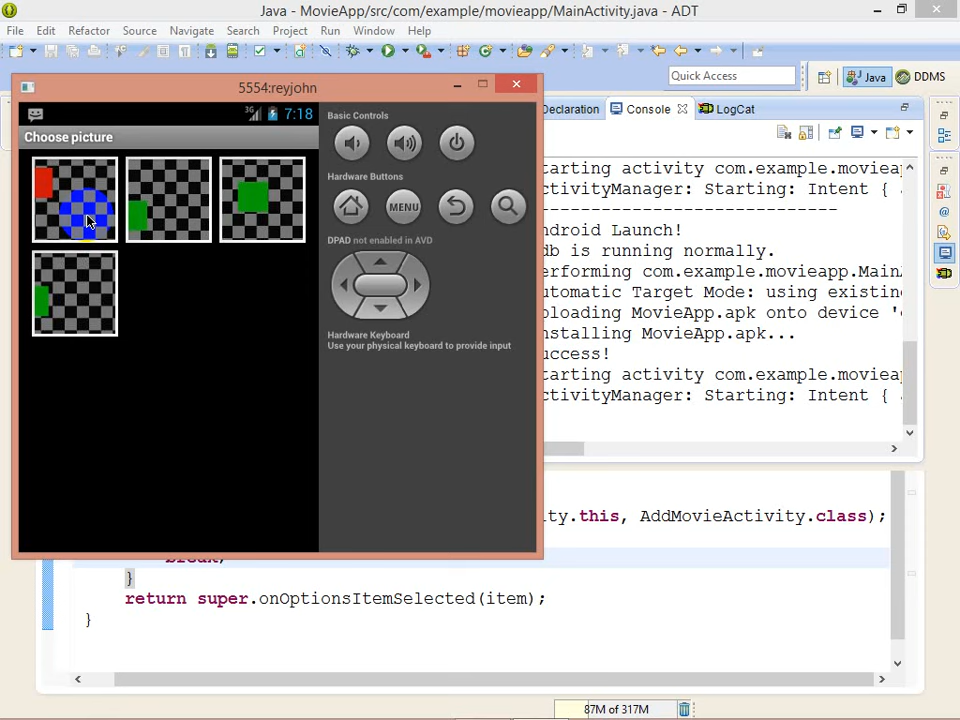 Java - MovieApp/src/com/example/movieapp/MainActivity.java - ADT
File Edit Refactor Source Navigate Search Project Run Window Help
Quick Access
Java
DDMS
5554:reyjohn
Declaration
Console
LogCat
3G 7:18
Choose picture
Basic Controls
Hardware Buttons
MENU
DPAD not enabled in AVD
Hardware Keyboard
Use your physical keyboard to provide input
tarting activity com.example.movieap
ctivityManager: Starting: Intent {
------------------------------
ndroid Launch!
db is running normally.
erforming com.example.movieapp.Main
utomatic Target Mode: using existing
ploading MovieApp.apk onto device '
nstalling MovieApp.apk...
uccess!
tarting activity com.example.movieap
ctivityManager: Starting: Intent {
ty.this, AddMovieActivity.class);
break;
}
return super.onOptionsItemSelected(item);
}
87M of 317M